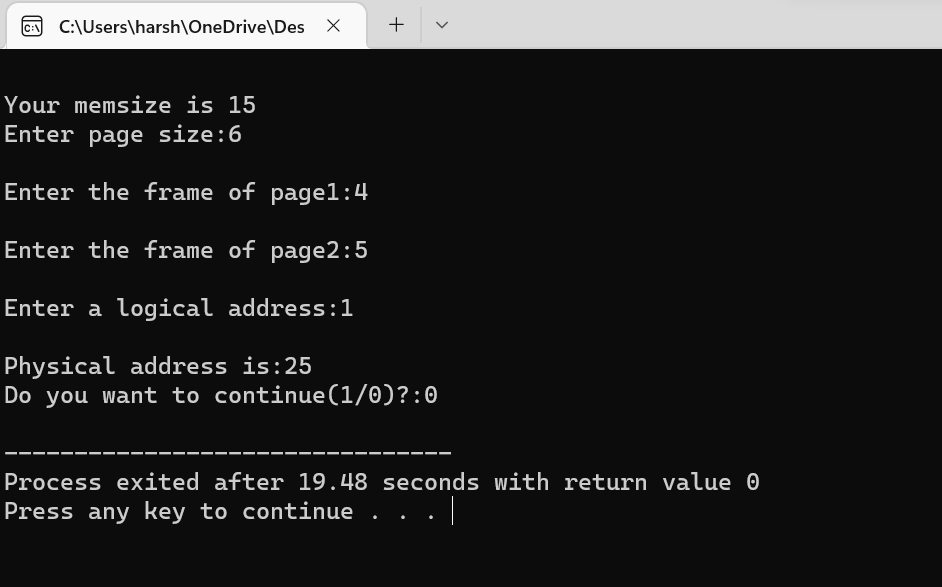 C:\Users\harsh\OneDrive\Des
Your memsize is 15
Enter page size:6
Enter the frame of page1:4
Enter the frame of page2:5
Enter a logical address:1
Physical address is:25
Do you want to continue(1/0)?:0
--------------------------------
Process exited after 19.48 seconds with return value 0
Press any key to continue . . .